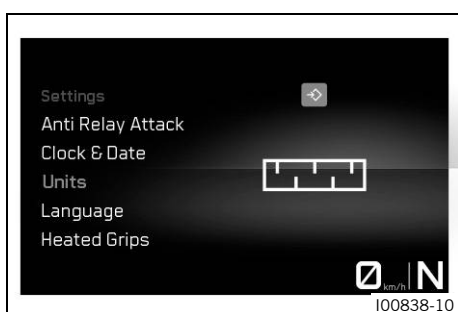 Settings
Anti Relay Attack
Clock & Date
Units
Language
Heated Grips
0 km/h N
I00838-10